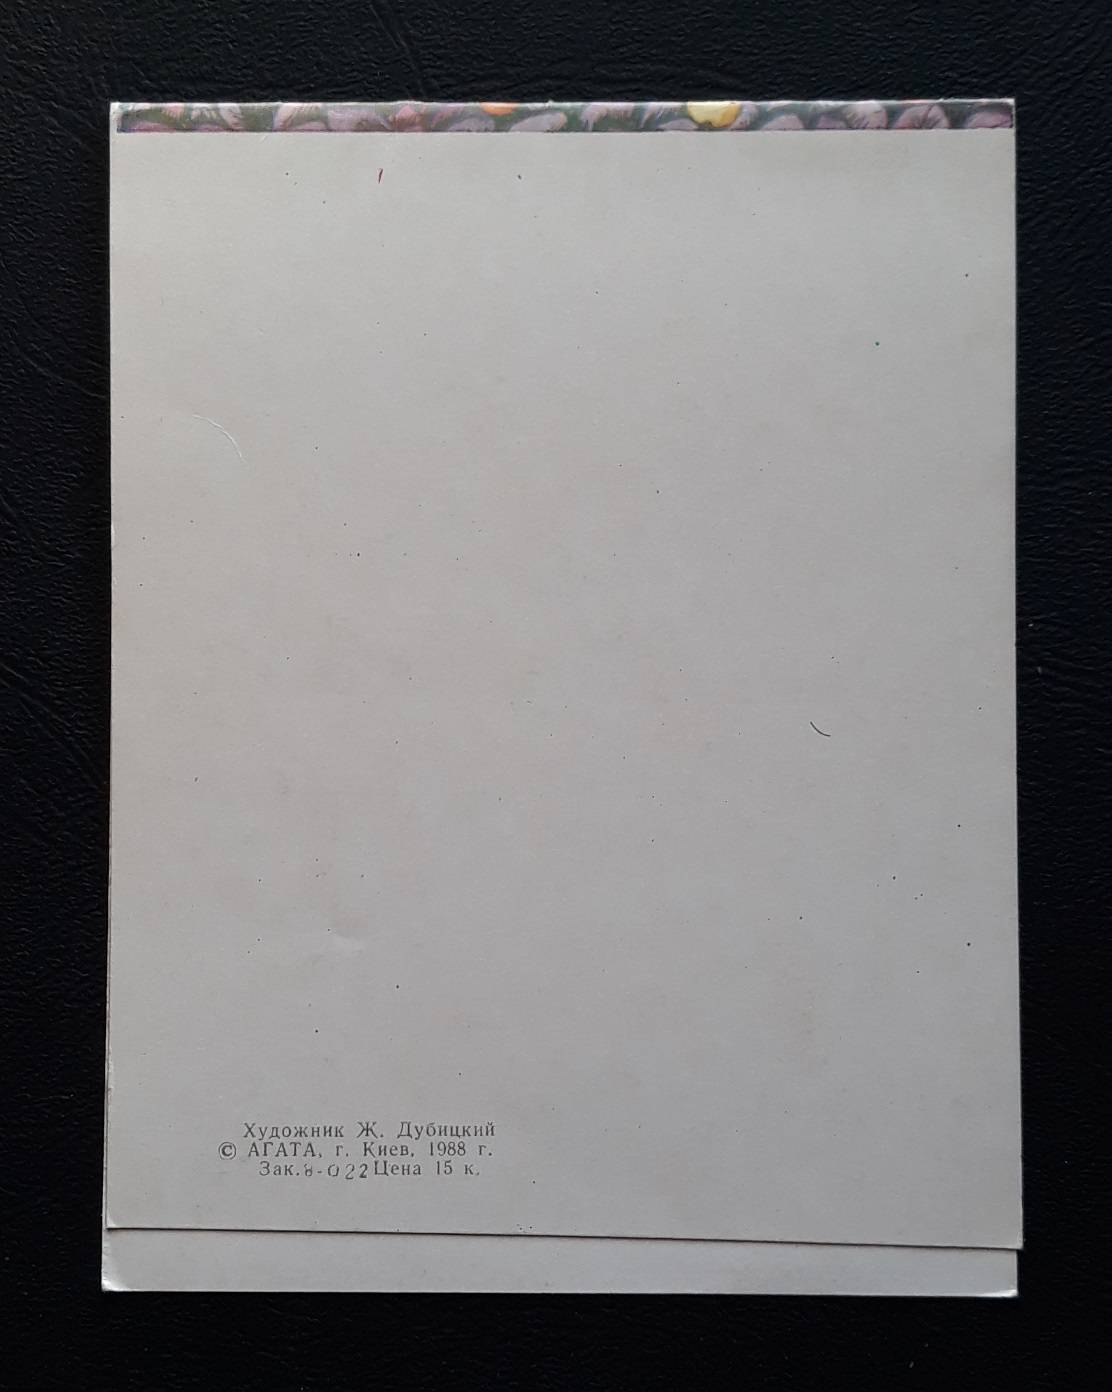 Художник Ж. Дубицкий
© АГАТА, г. Киев, 1988 г.
Зак.8-022 Цена 15 к.